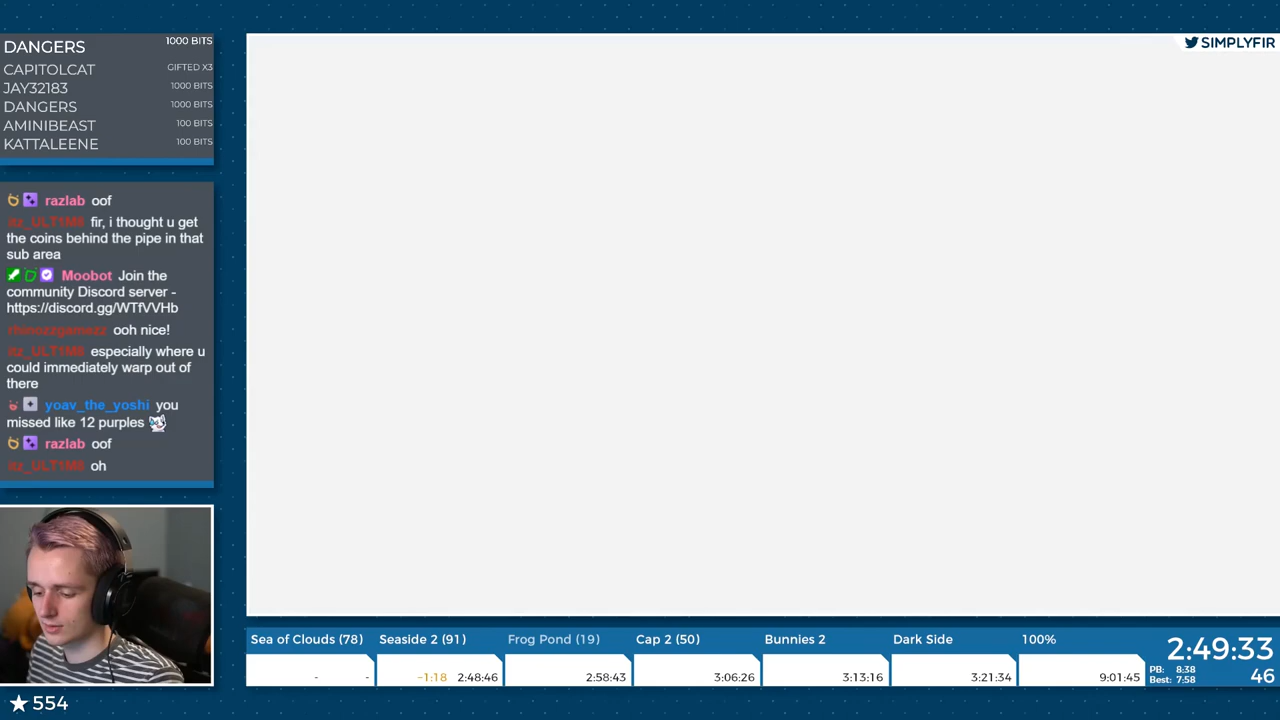 DANGERS 1000 BITS
CAPITOLCAT GIFTED X3
JAY32183 1000 BITS
DANGERS 1000 BITS
AMINIBEAST 100 BITS
KATTALEENE 100 BITS
razlab oof
itz_ULT1M8 fir, i thought u get
the coins behind the pipe in that
sub area
Moobot Join the
community Discord server -
https://discord.gg/WTfVVHb
rhinozzgamezz ooh nice!
itz_ULT1M8 especially where u
could immediately warp out of
there
yoav_the_yoshi you
missed like 12 purples
razlab oof
itz_ULT1M8 oh
★ 554
SIMPLYFIR
Sea of Clouds (78) Seaside 2 (91) Frog Pond (19) Cap 2 (50) Bunnies 2 Dark Side 100%
- - −1:18 2:48:46 2:58:43 3:06:26 3:13:16 3:21:34 9:01:45
2:49:33
PB: 8:38
Best: 7:58
46